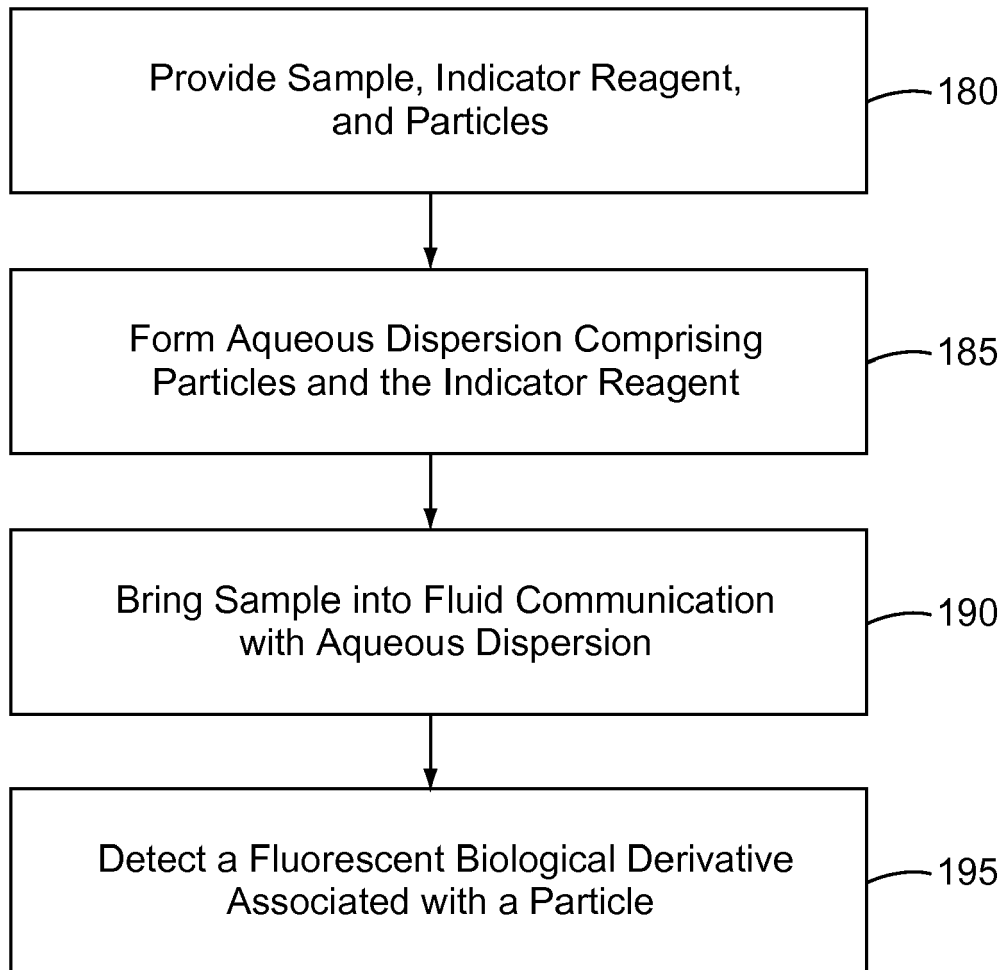 Provide Sample, Indicator Reagent,
and Particles
180
Form Aqueous Dispersion Comprising
Particles and the Indicator Reagent
185
Bring Sample into Fluid Communication
with Aqueous Dispersion
190
Detect a Fluorescent Biological Derivative
Associated with a Particle
195